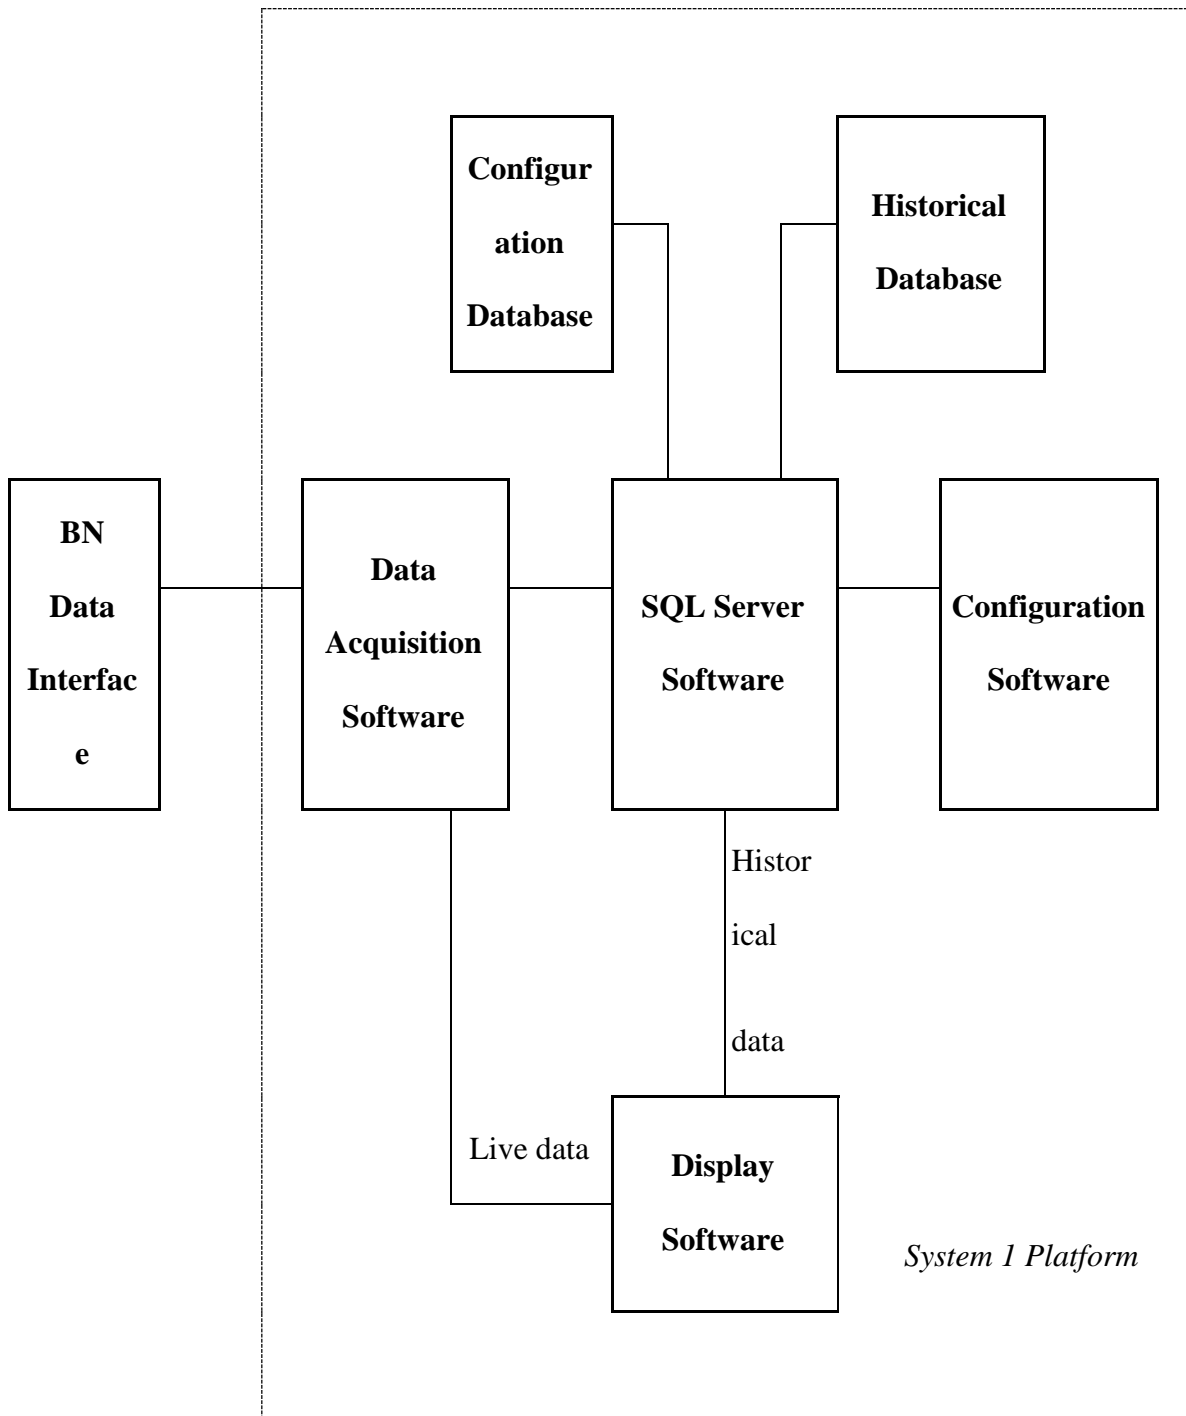 Configur
ation
Database
Historical
Database
BN
Data
Interfac
e
Data
Acquisition
Software
SQL Server
Software
Configuration
Software
Histor
ical
data
Live data
Display
Software
System 1 Platform